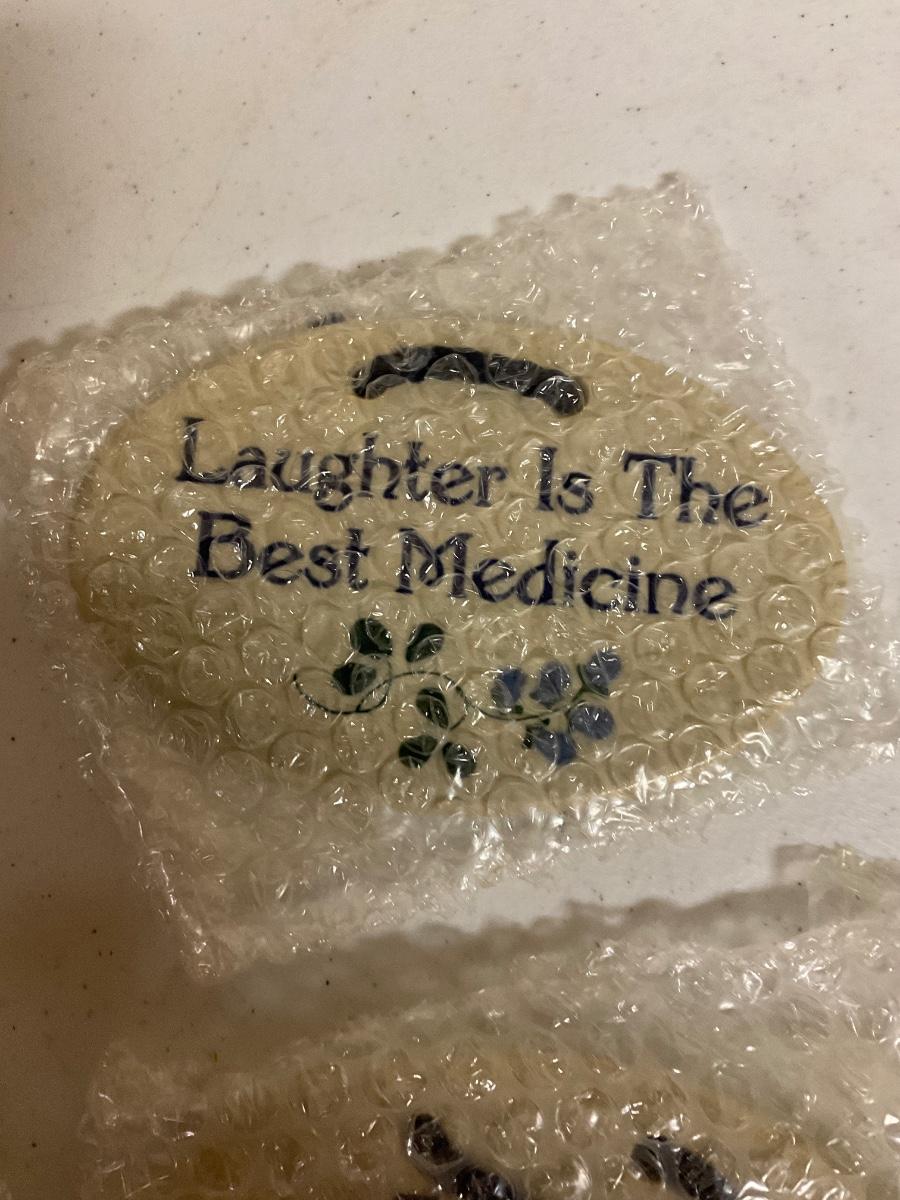 Laughter Is The
Best Medicine